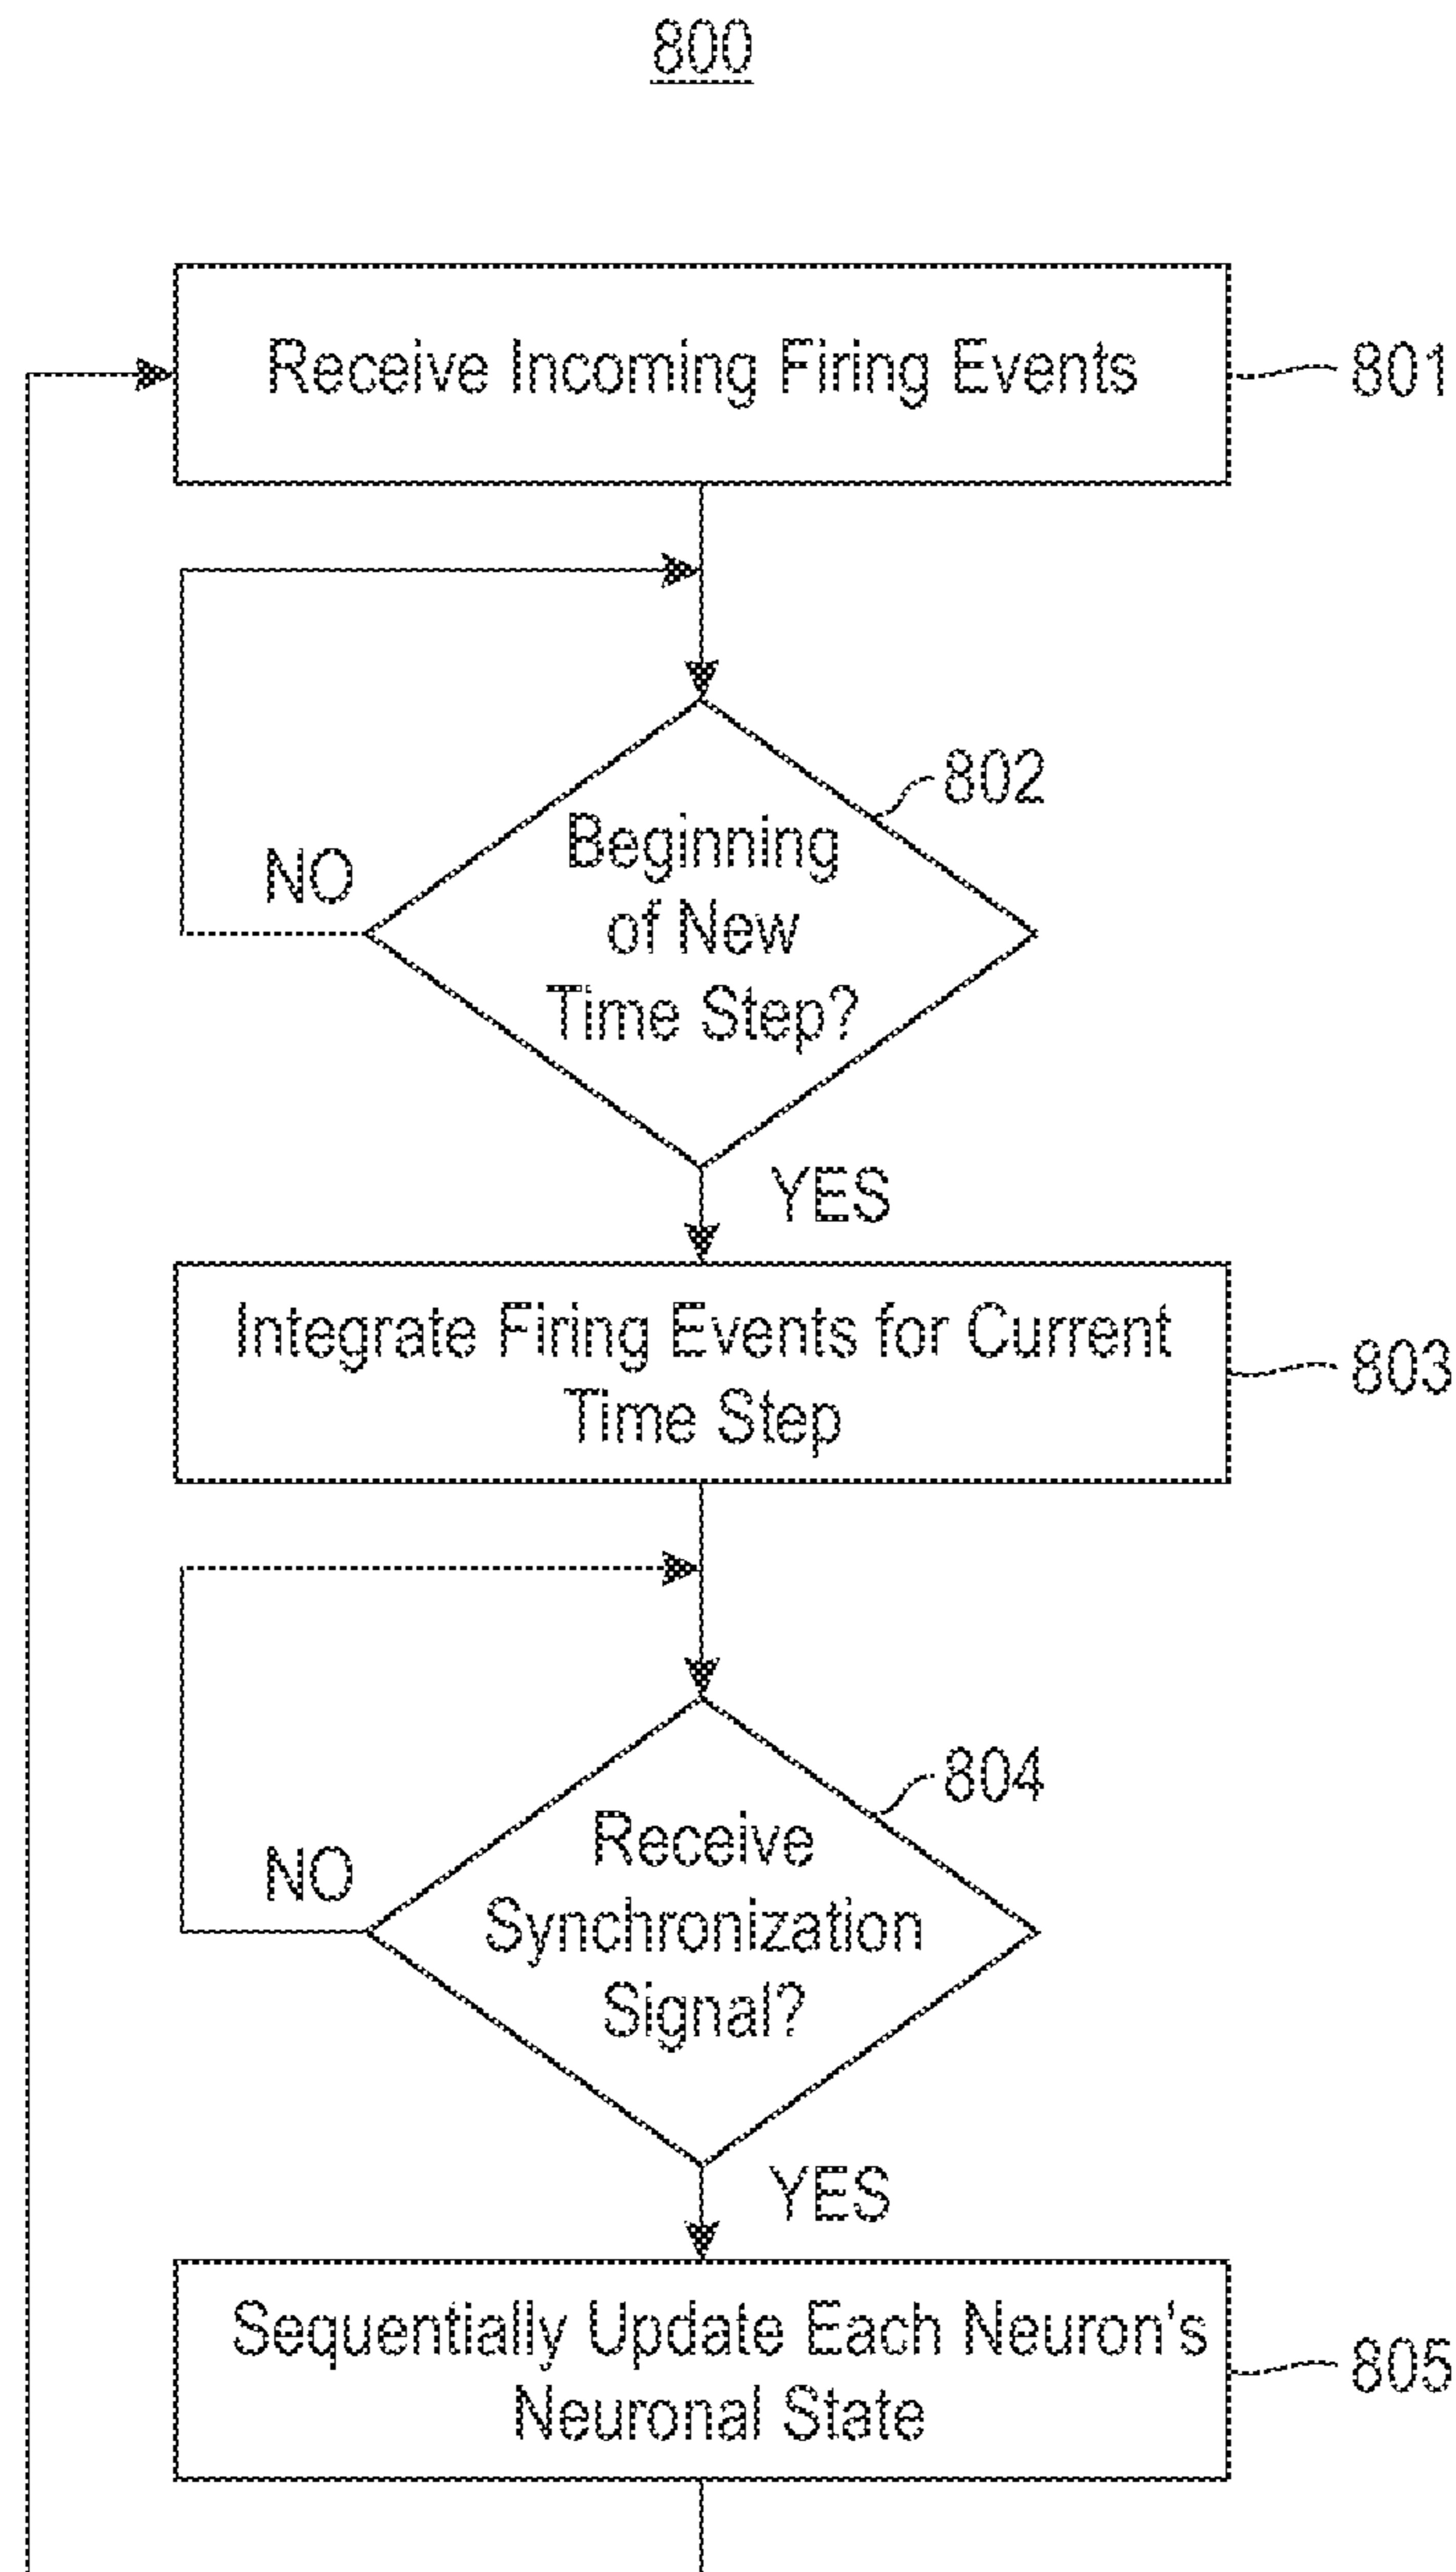 800
Receive Incoming Firing Events
801
802
Beginning
of New
Time Step?
NO
YES
Integrate Firing Events for Current
Time Step
803
804
Receive
Synchronization
Signal?
NO
YES
Sequentially Update Each Neuron's
Neuronal State
805